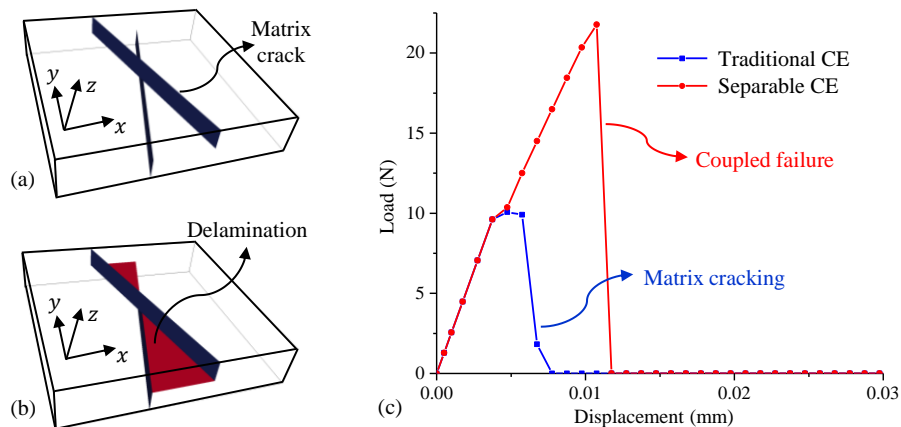 Matrix
crack
y
z
x
(a)
Delamination
y
z
x
(b)
Load (N)
20
15
10
5
0
Traditional CE
Separable CE
Coupled failure
Matrix cracking
0.00
0.01
0.02
0.03
(c)
Displacement (mm)